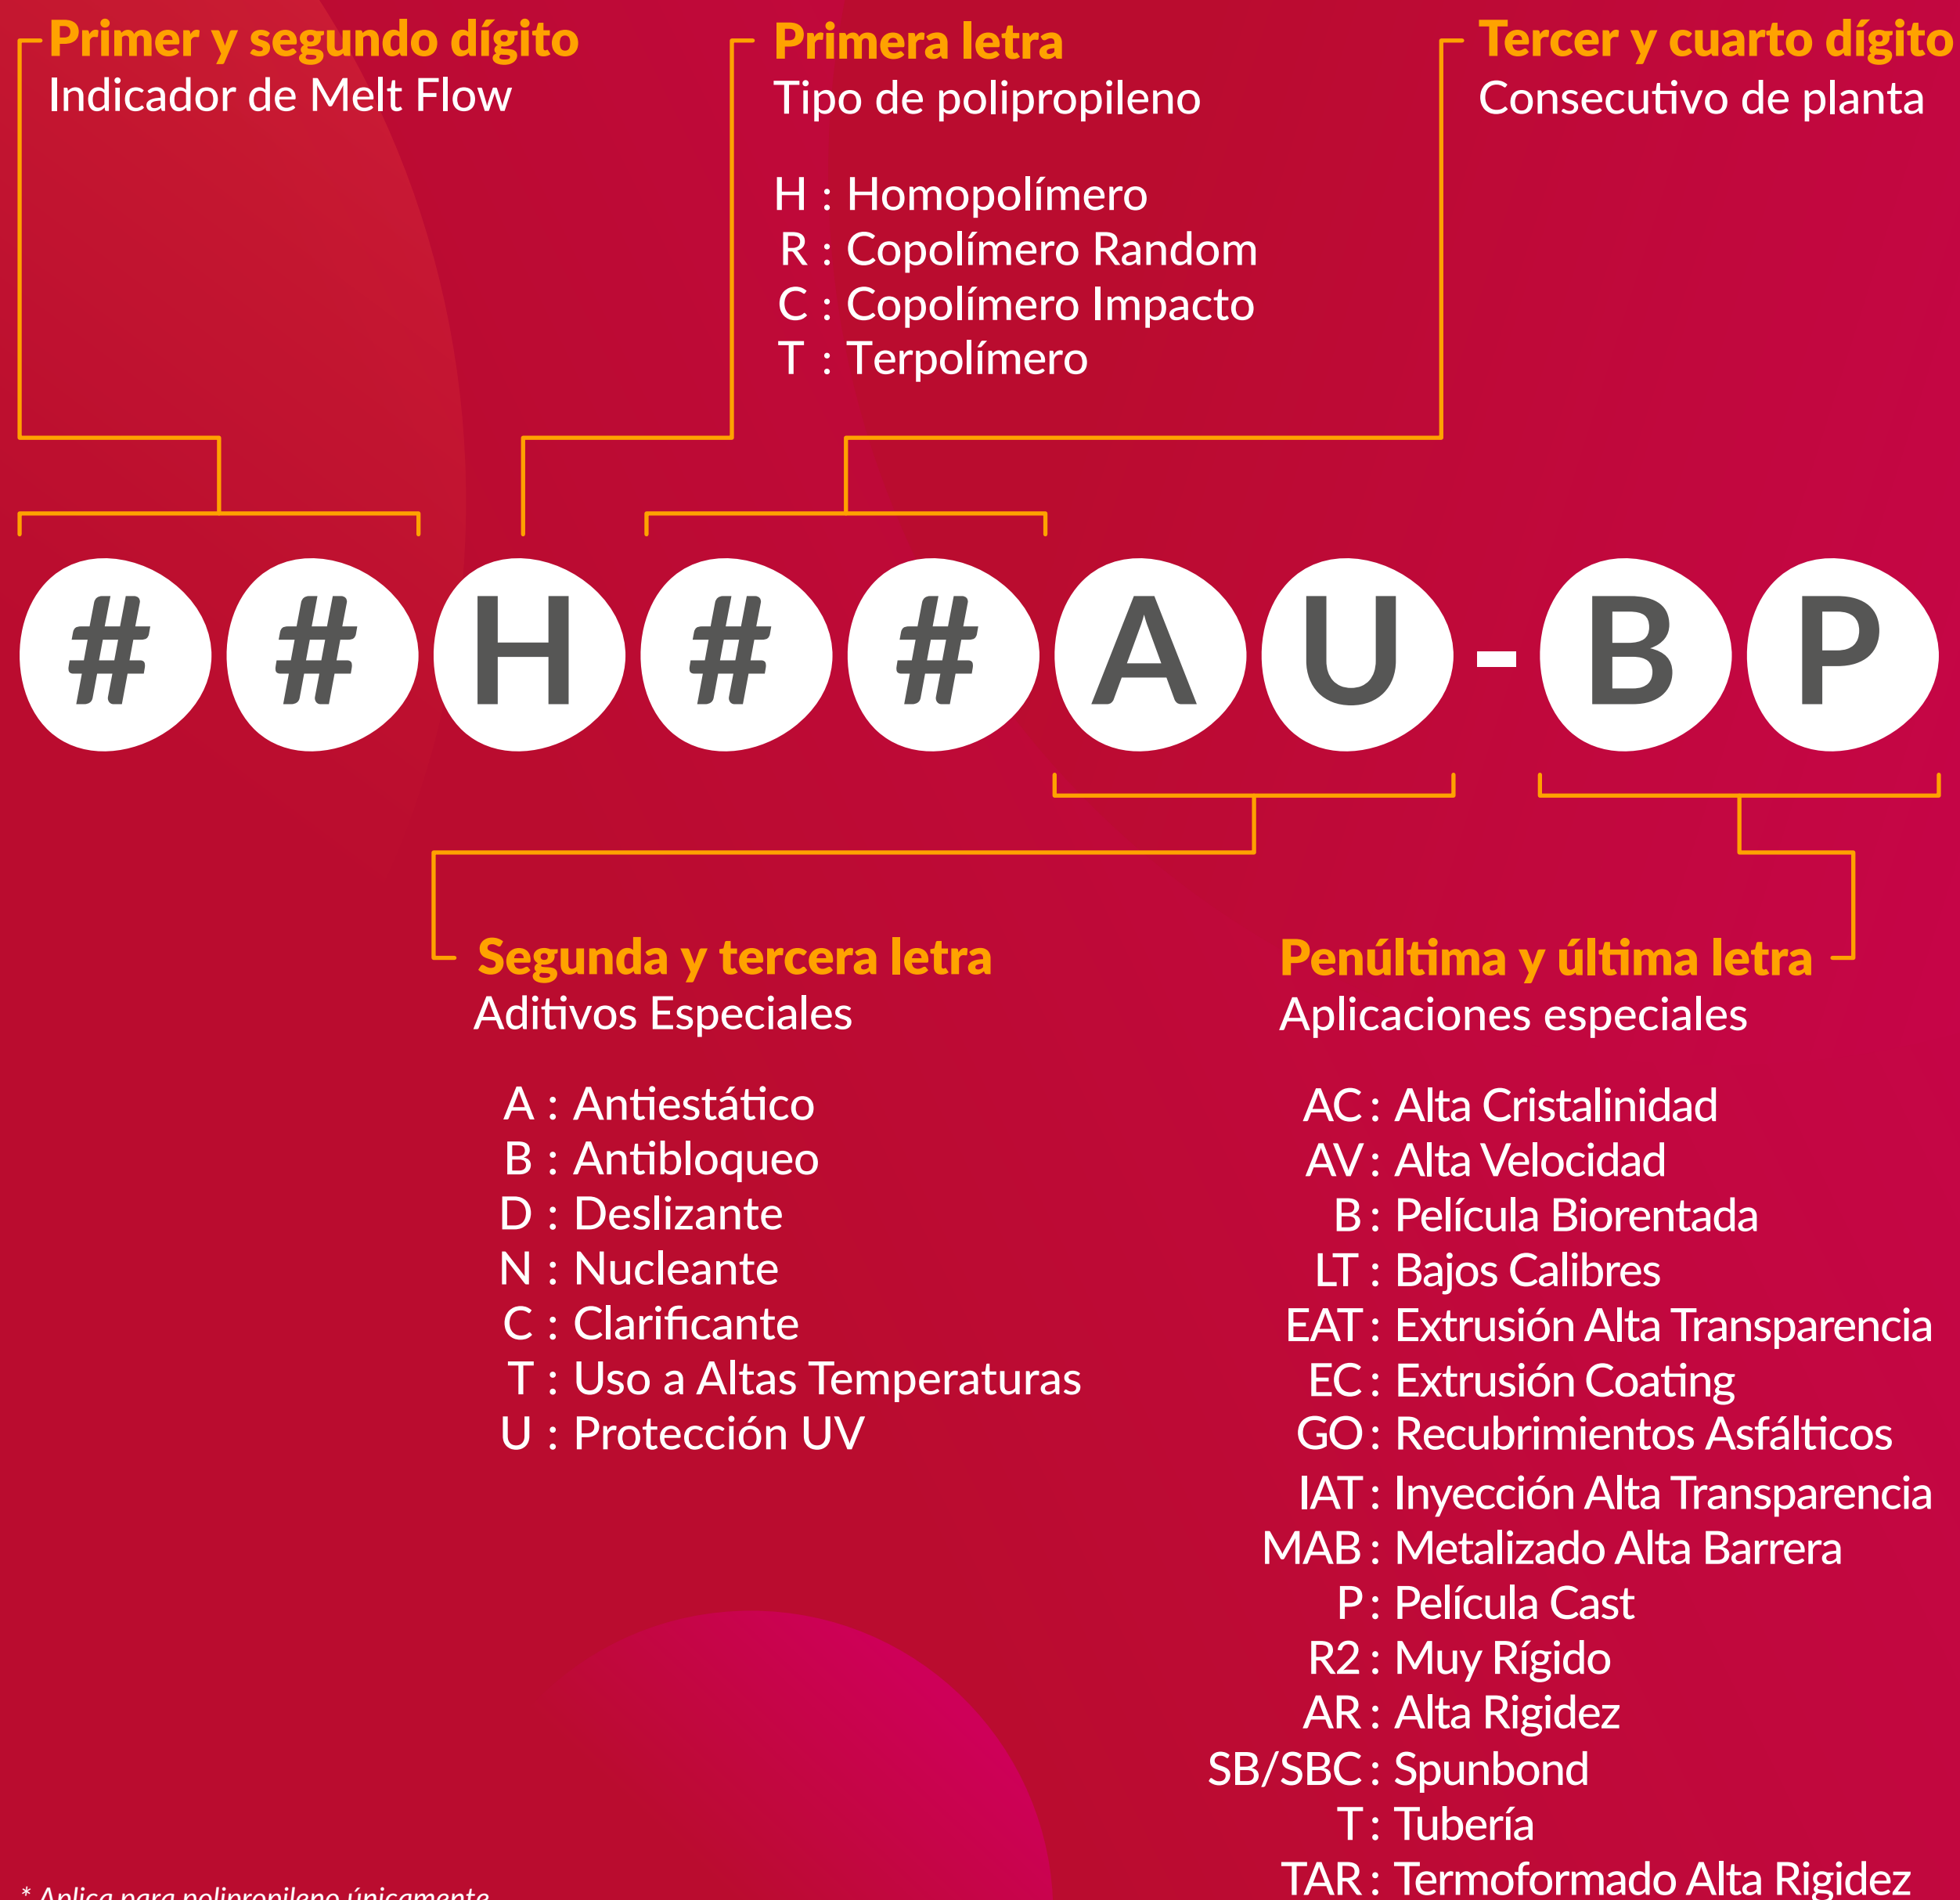 Primer y segundo dígito
Indicador de Melt Flow
Primera letra
Tipo de polipropileno
H : Homopolímero
R : Copolímero Random
C : Copolímero Impacto
T : Terpolímero
Tercer y cuarto dígito
Consecutivo de planta
# # H # # A U - B P
Segunda y tercera letra
Aditivos Especiales
A : Antiestático
B : Antibloqueo
D : Deslizante
N : Nucleante
C : Clarificante
T : Uso a Altas Temperaturas
U : Protección UV
Penúltima y última letra
Aplicaciones especiales
AC : Alta Cristalinidad
AV : Alta Velocidad
B : Película Biorentada
LT : Bajos Calibres
EAT : Extrusión Alta Transparencia
EC : Extrusión Coating
GO : Recubrimientos Asfálticos
IAT : Inyección Alta Transparencia
MAB : Metalizado Alta Barrera
P : Película Cast
R2 : Muy Rígido
AR : Alta Rigidez
SB/SBC : Spunbond
T : Tubería
TAR : Termoformado Alta Rigidez
* Aplica para polipropileno únicamente